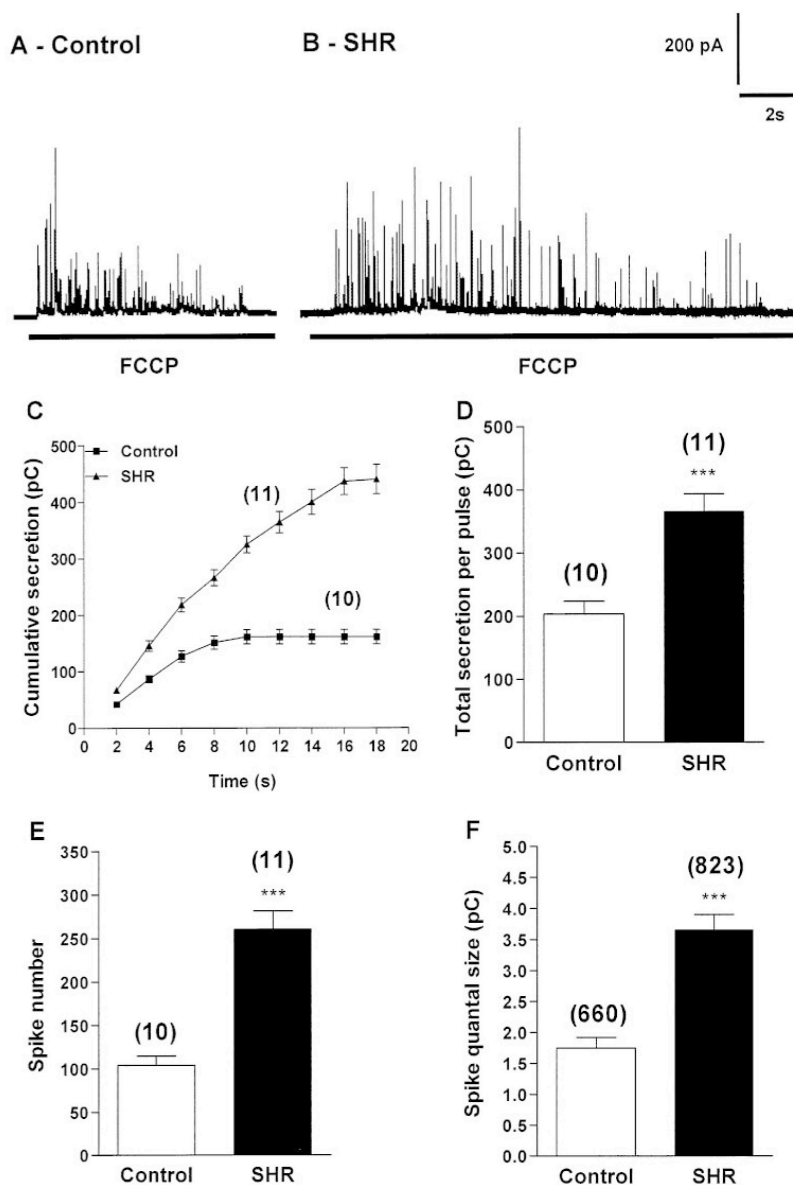 A - Control
B - SHR
200 pA
2s
FCCP
FCCP
C
Cumulative secretion (pC)
500
400
300
200
100
0
Control
SHR
(11)
(10)
0 2 4 6 8 10 12 14 16 18 20
Time (s)
D
Total secretion per pulse (pC)
500
400
300
200
100
0
(10)
(11)
***
Control SHR
E
Spike number
350
300
250
200
150
100
50
0
(10)
(11)
***
Control SHR
F
Spike quantal size (pC)
5.0
4.5
4.0
3.5
3.0
2.5
2.0
1.5
1.0
0.5
0.0
(660)
(823)
***
Control SHR